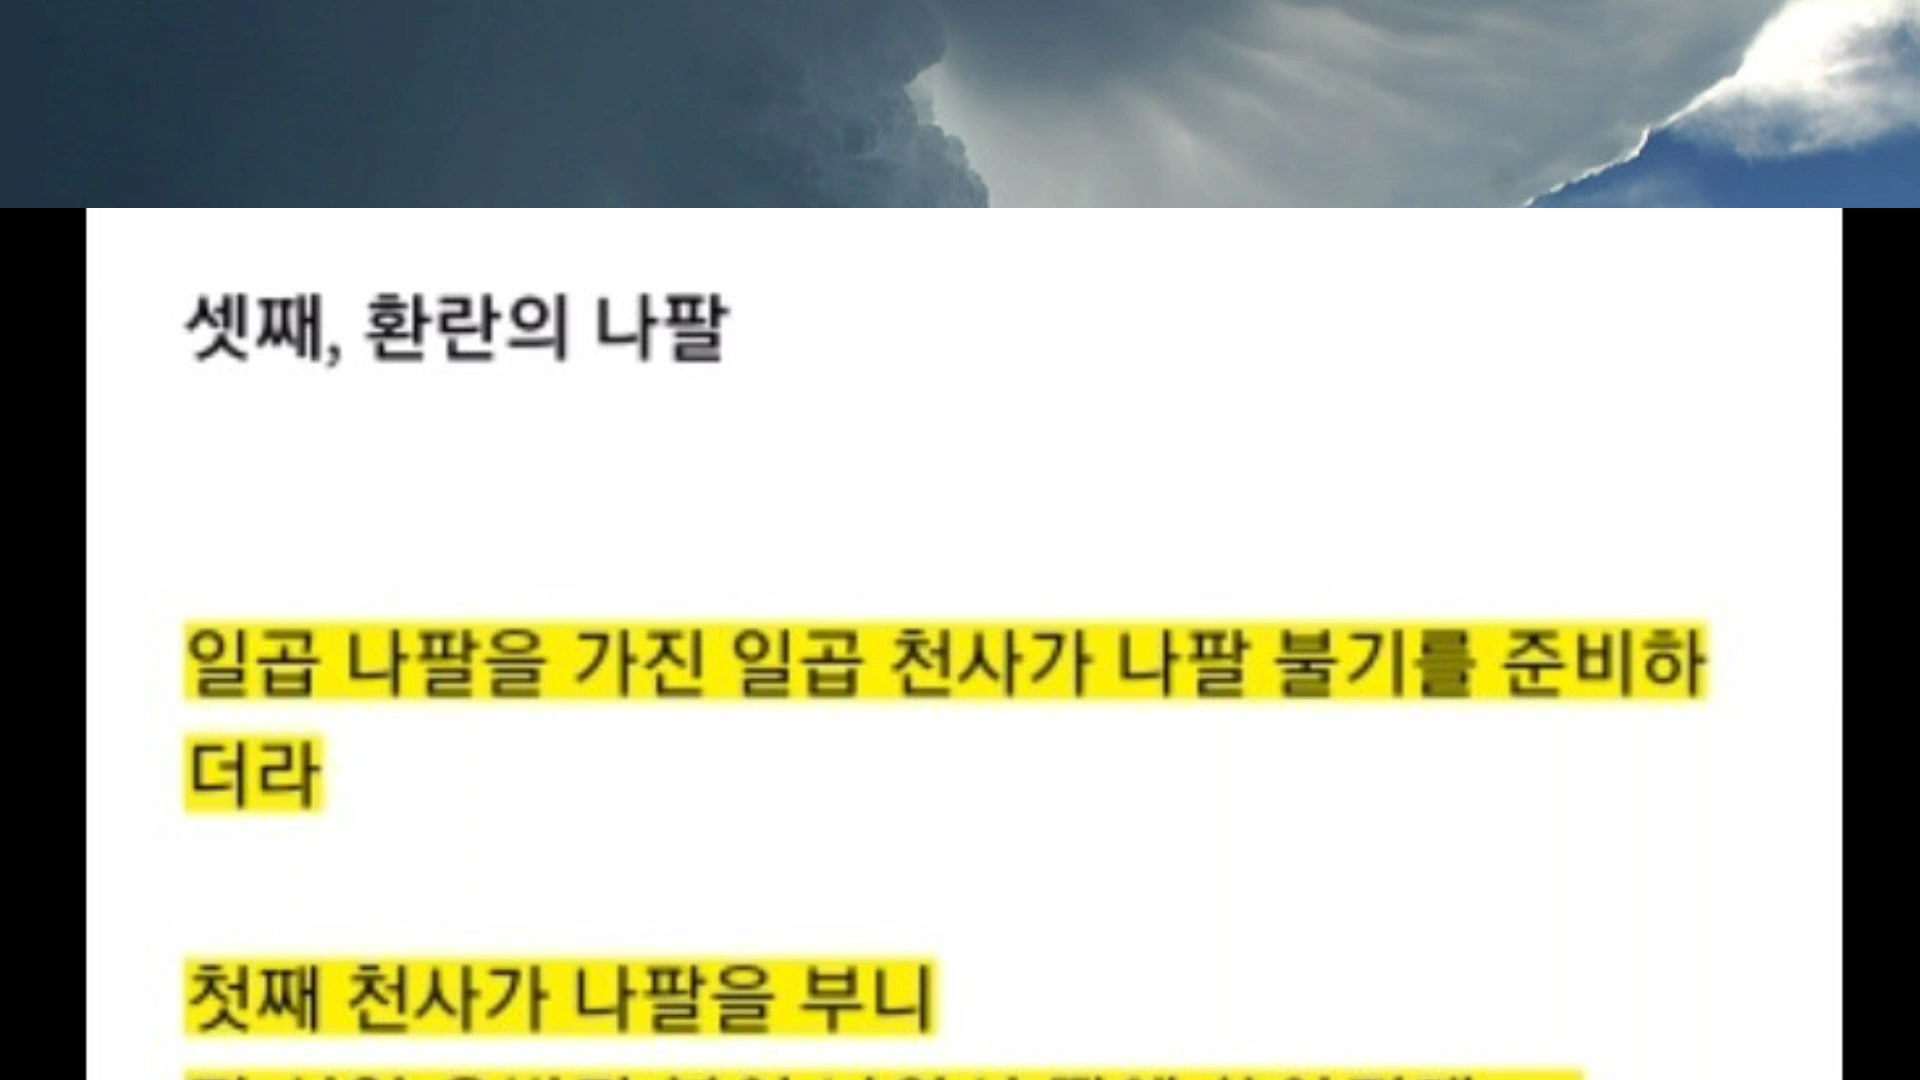 셋째, 환란의 나팔
일곱 나팔을 가진 일곱 천사가 나팔 불기를 준비하
더라
첫째 천사가 나팔을 부니